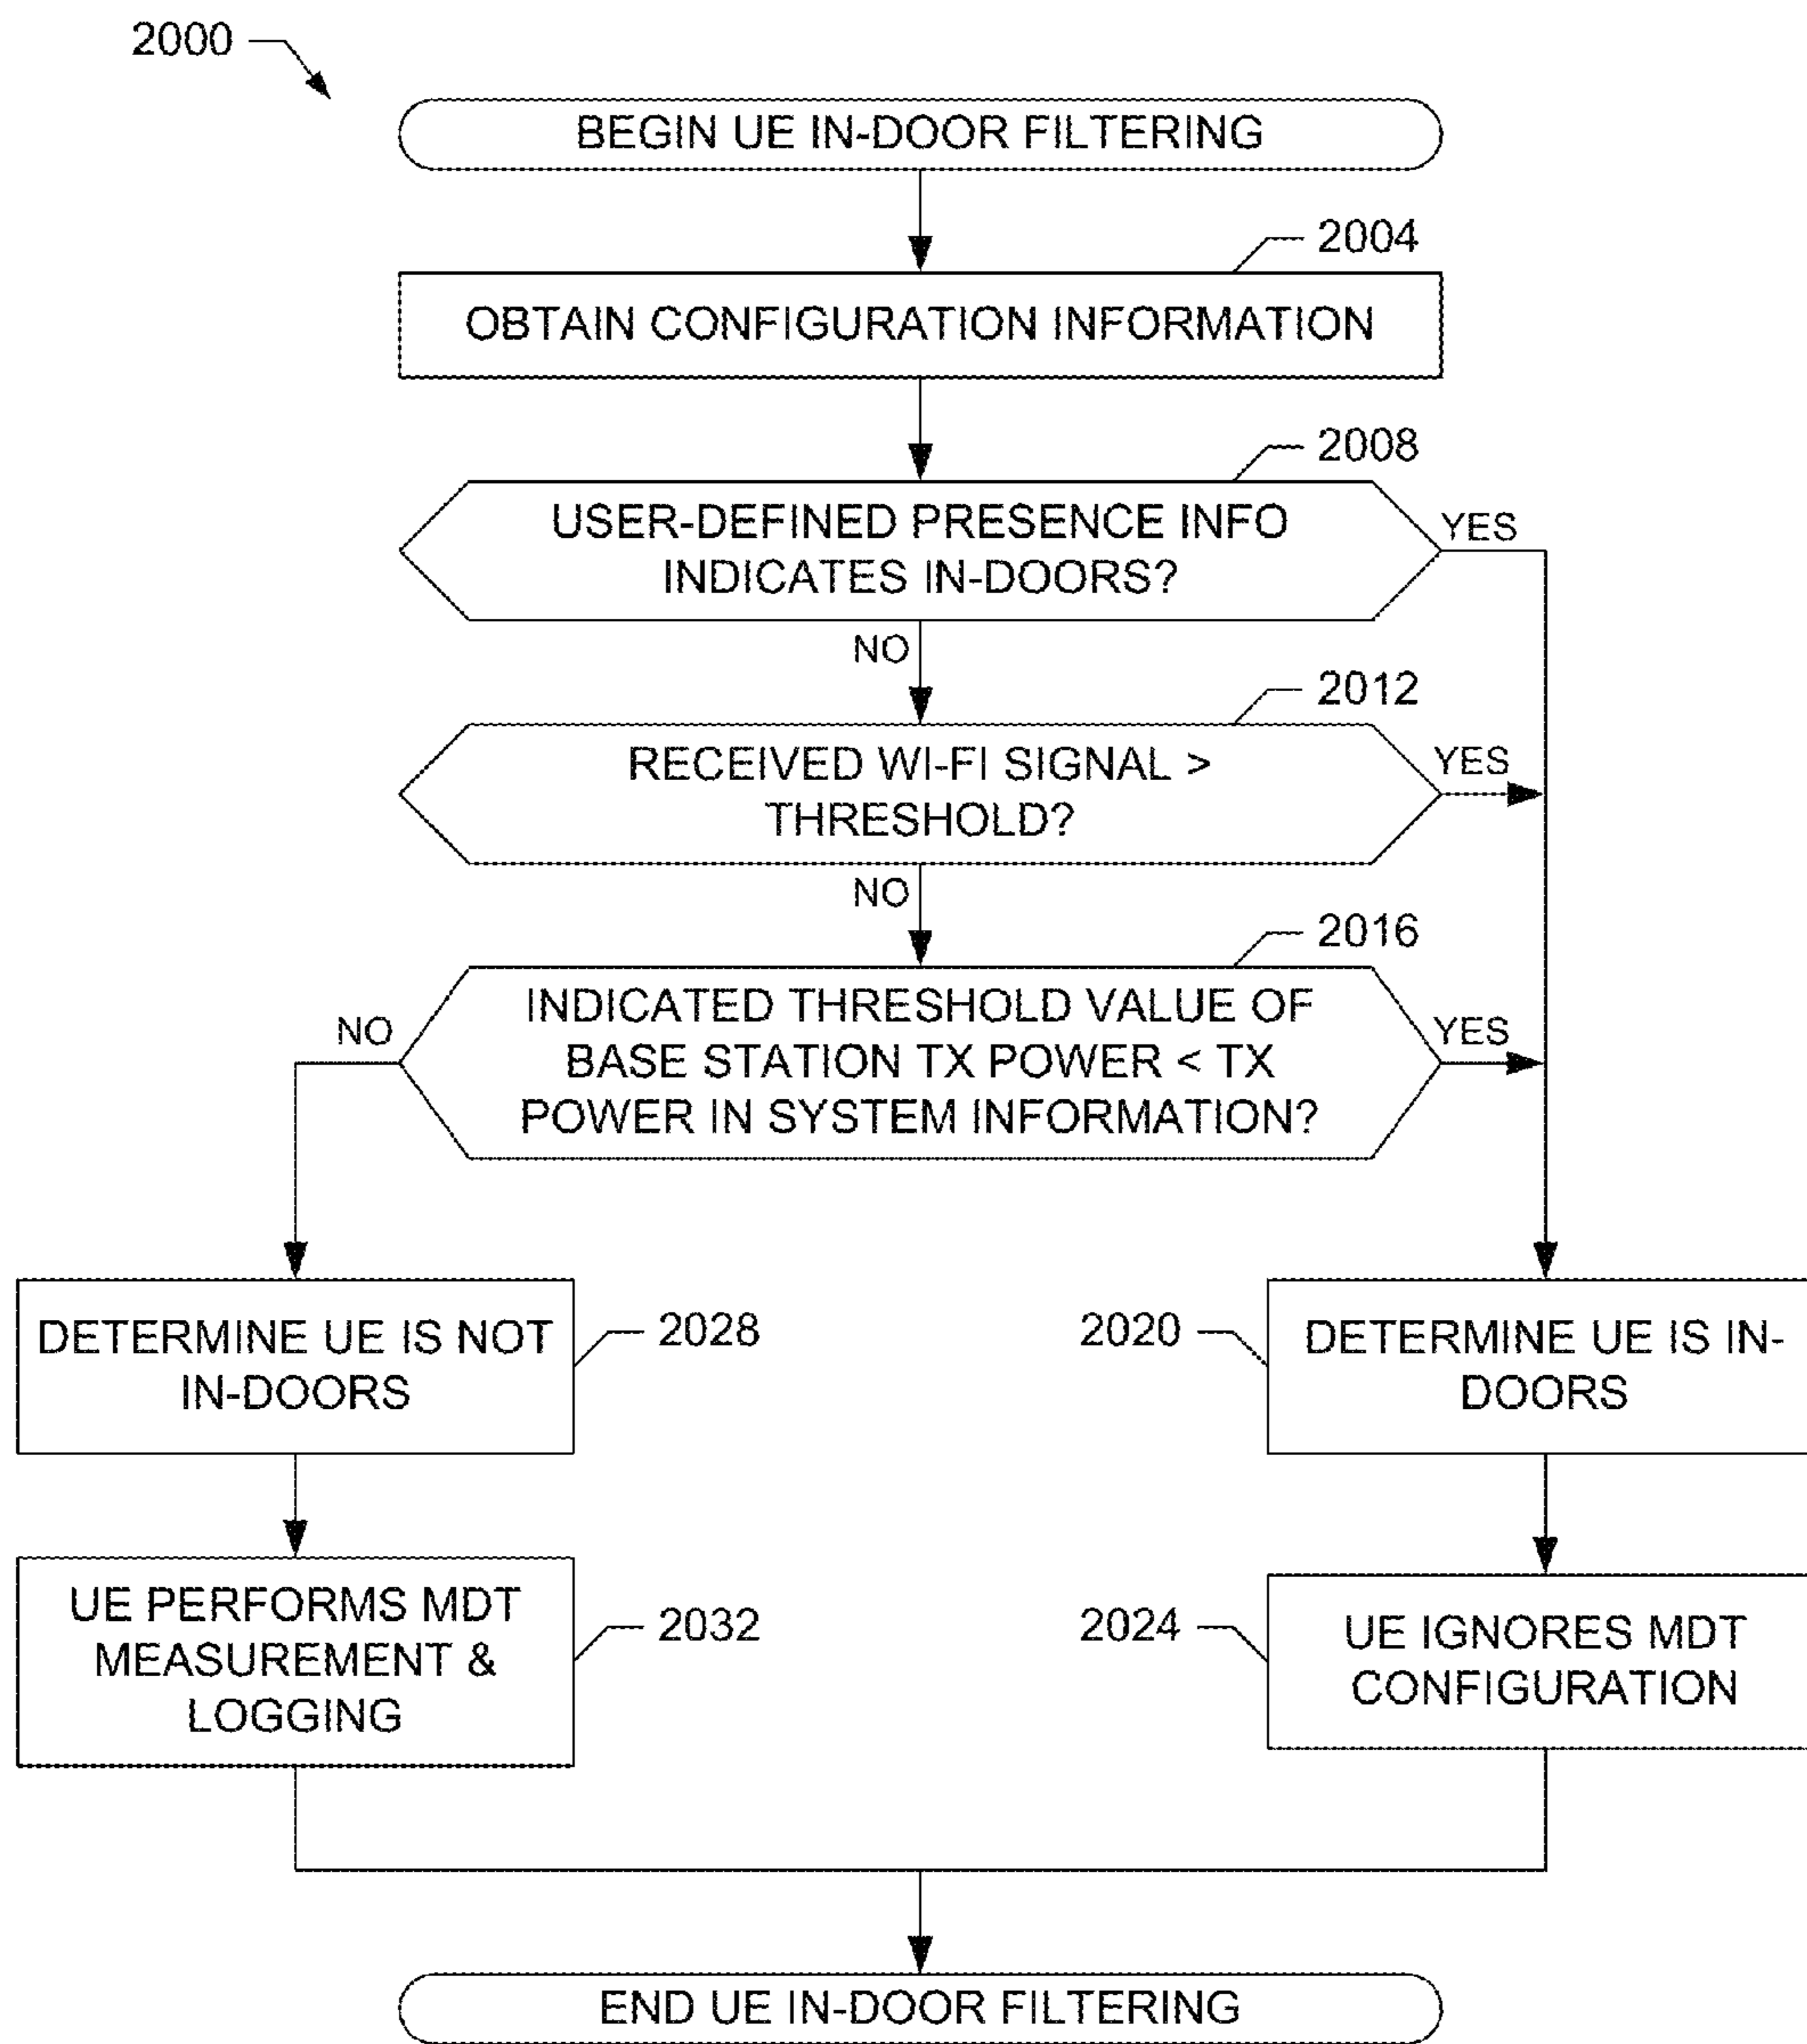 2000
BEGIN UE IN-DOOR FILTERING
2004
OBTAIN CONFIGURATION INFORMATION
2008
USER-DEFINED PRESENCE INFO
INDICATES IN-DOORS?
YES
NO
2012
RECEIVED WI-FI SIGNAL >
THRESHOLD?
YES
NO
2016
INDICATED THRESHOLD VALUE OF
BASE STATION TX POWER < TX
POWER IN SYSTEM INFORMATION?
NO
YES
DETERMINE UE IS NOT
IN-DOORS
2028
2020
DETERMINE UE IS IN-
DOORS
UE PERFORMS MDT
MEASUREMENT &
LOGGING
2032
2024
UE IGNORES MDT
CONFIGURATION
END UE IN-DOOR FILTERING